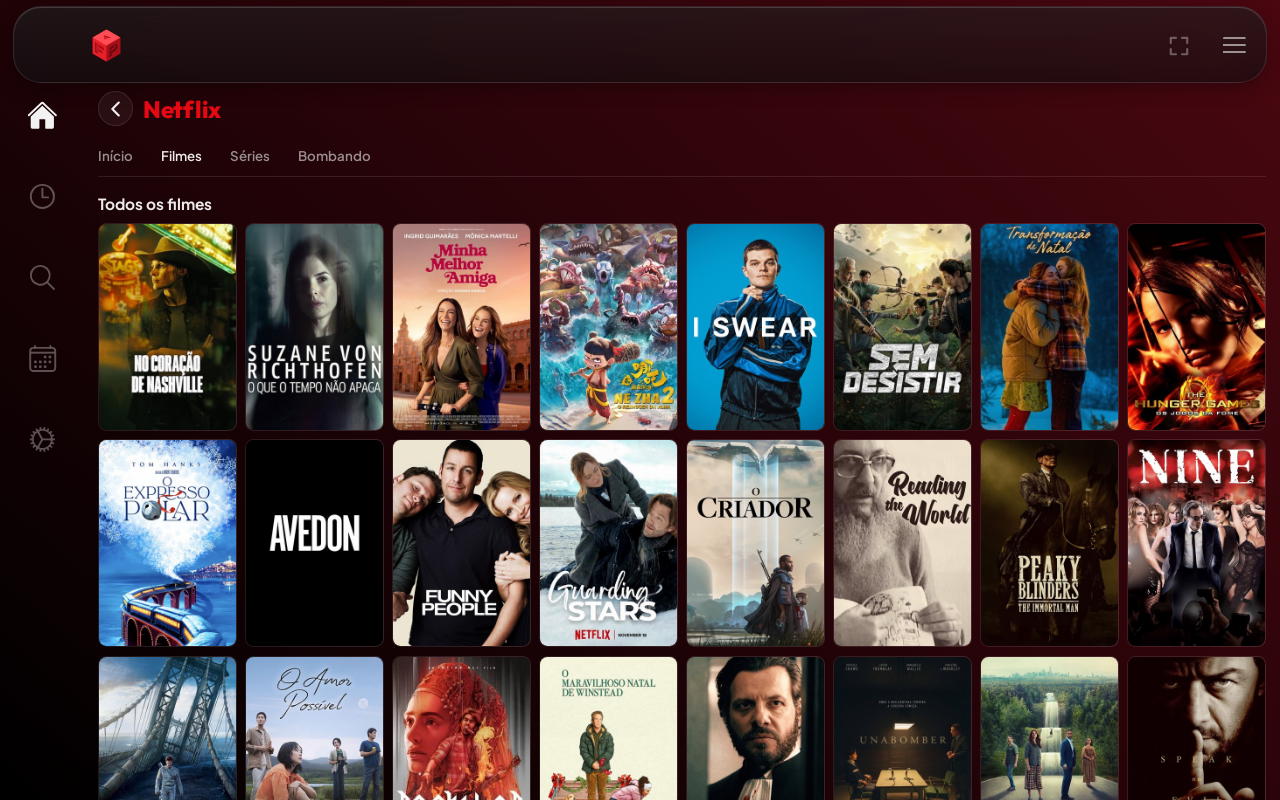 Netflix
Início
Filmes
Séries
Bombando
Todos os filmes
STAGE
NO CORAÇÃO
DE NASHVILLE
SUZANE VON
RICHTHOFEN
O QUE O TEMPO NÃO APAGA
INGRID GUIMARÃES MÔNICA MARTELLI
Minha
Melhor
Amiga
NE ZHA 2
I SWEAR
SEM
DESISTIR
Transformação
de Natal
THE
HUNGER GAMES
OS JOGOS DA FOME
TOM HANKS
O
EXPRESSO
POLAR
AVEDON
FUNNY
PEOPLE
Guarding
STARS
NETFLIX | NOVEMBER 18
O
CRIADOR
Reading
the World
PEAKY
BLINDERS
THE IMMORTAL MAN
NINE
O Amor
Possível
O
MARAVILHOSO NATAL
DE WINSTEAD
UNABOMBER
SPEAK